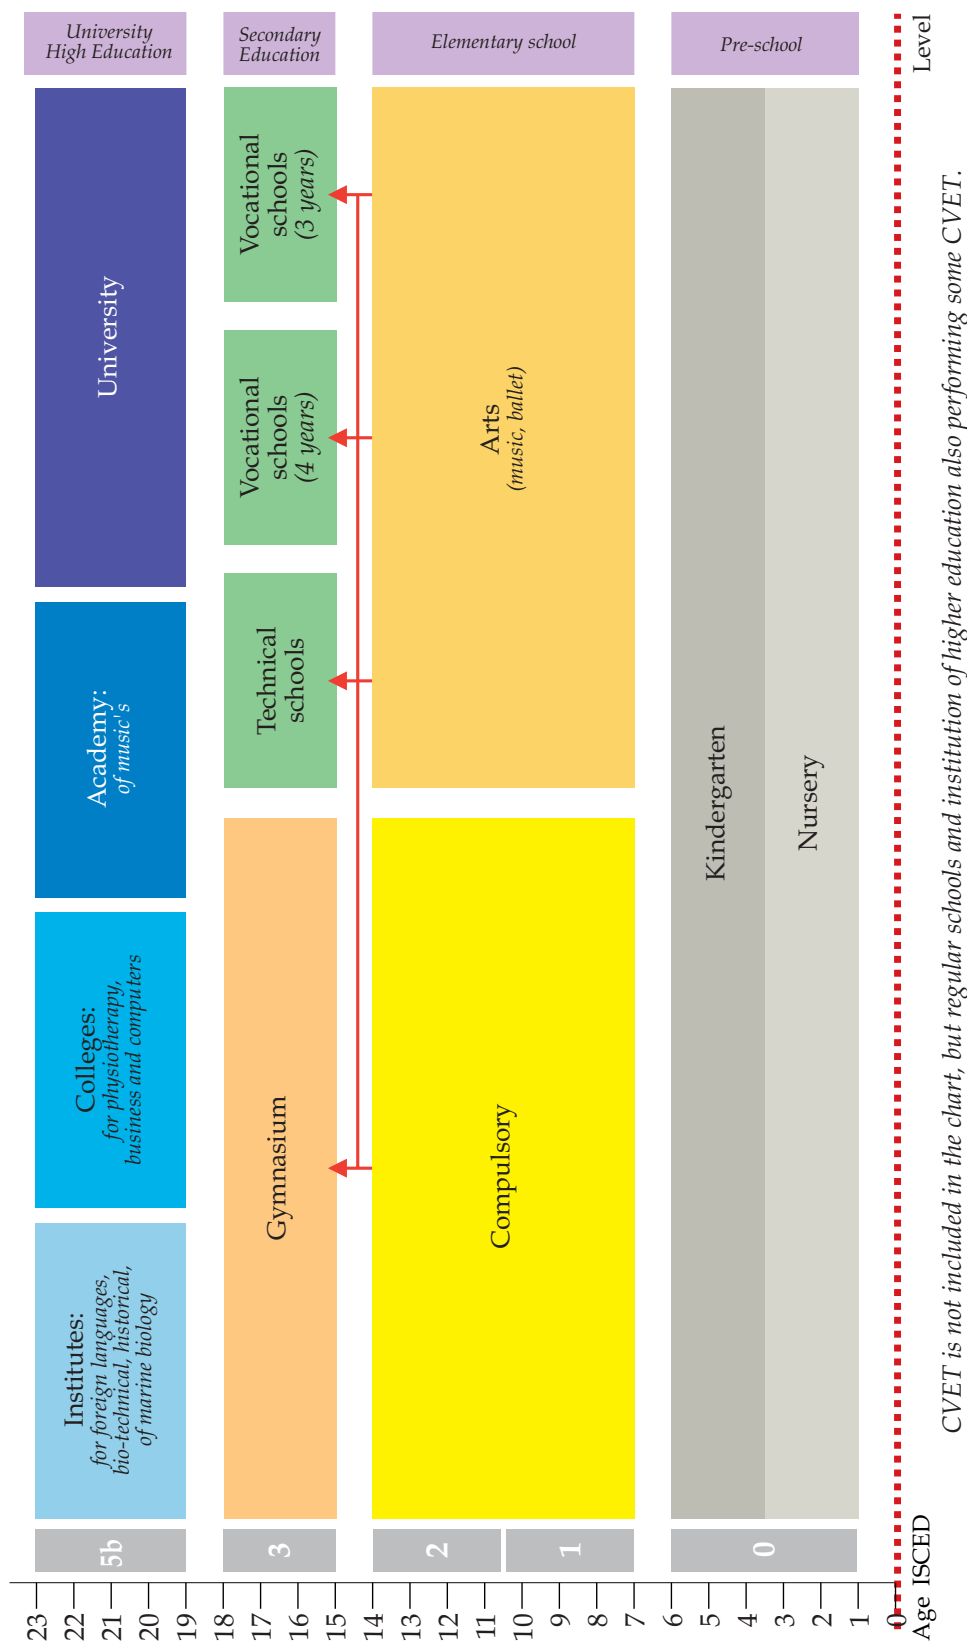 University
High Education
Secondary
Education
Elementary school
Pre-school
Level
University
Academy:
of music's
Colleges:
for physiotherapy,
business and computers
Institutes:
for foreign languages,
bio-technical, historical,
of marine biology
5b
Vocational
schools
(3 years)
Vocational
schools
(4 years)
Technical
schools
Gymnasium
3
Arts
(music, ballet)
Compulsory
2
1
Kindergarten
Nursery
0
23
22
21
20
19
18
17
16
15
14
13
12
11
10
9
8
7
6
5
4
3
2
1
0
Age ISCED
CVET is not included in the chart, but regular schools and institution of higher education also performing some CVET.